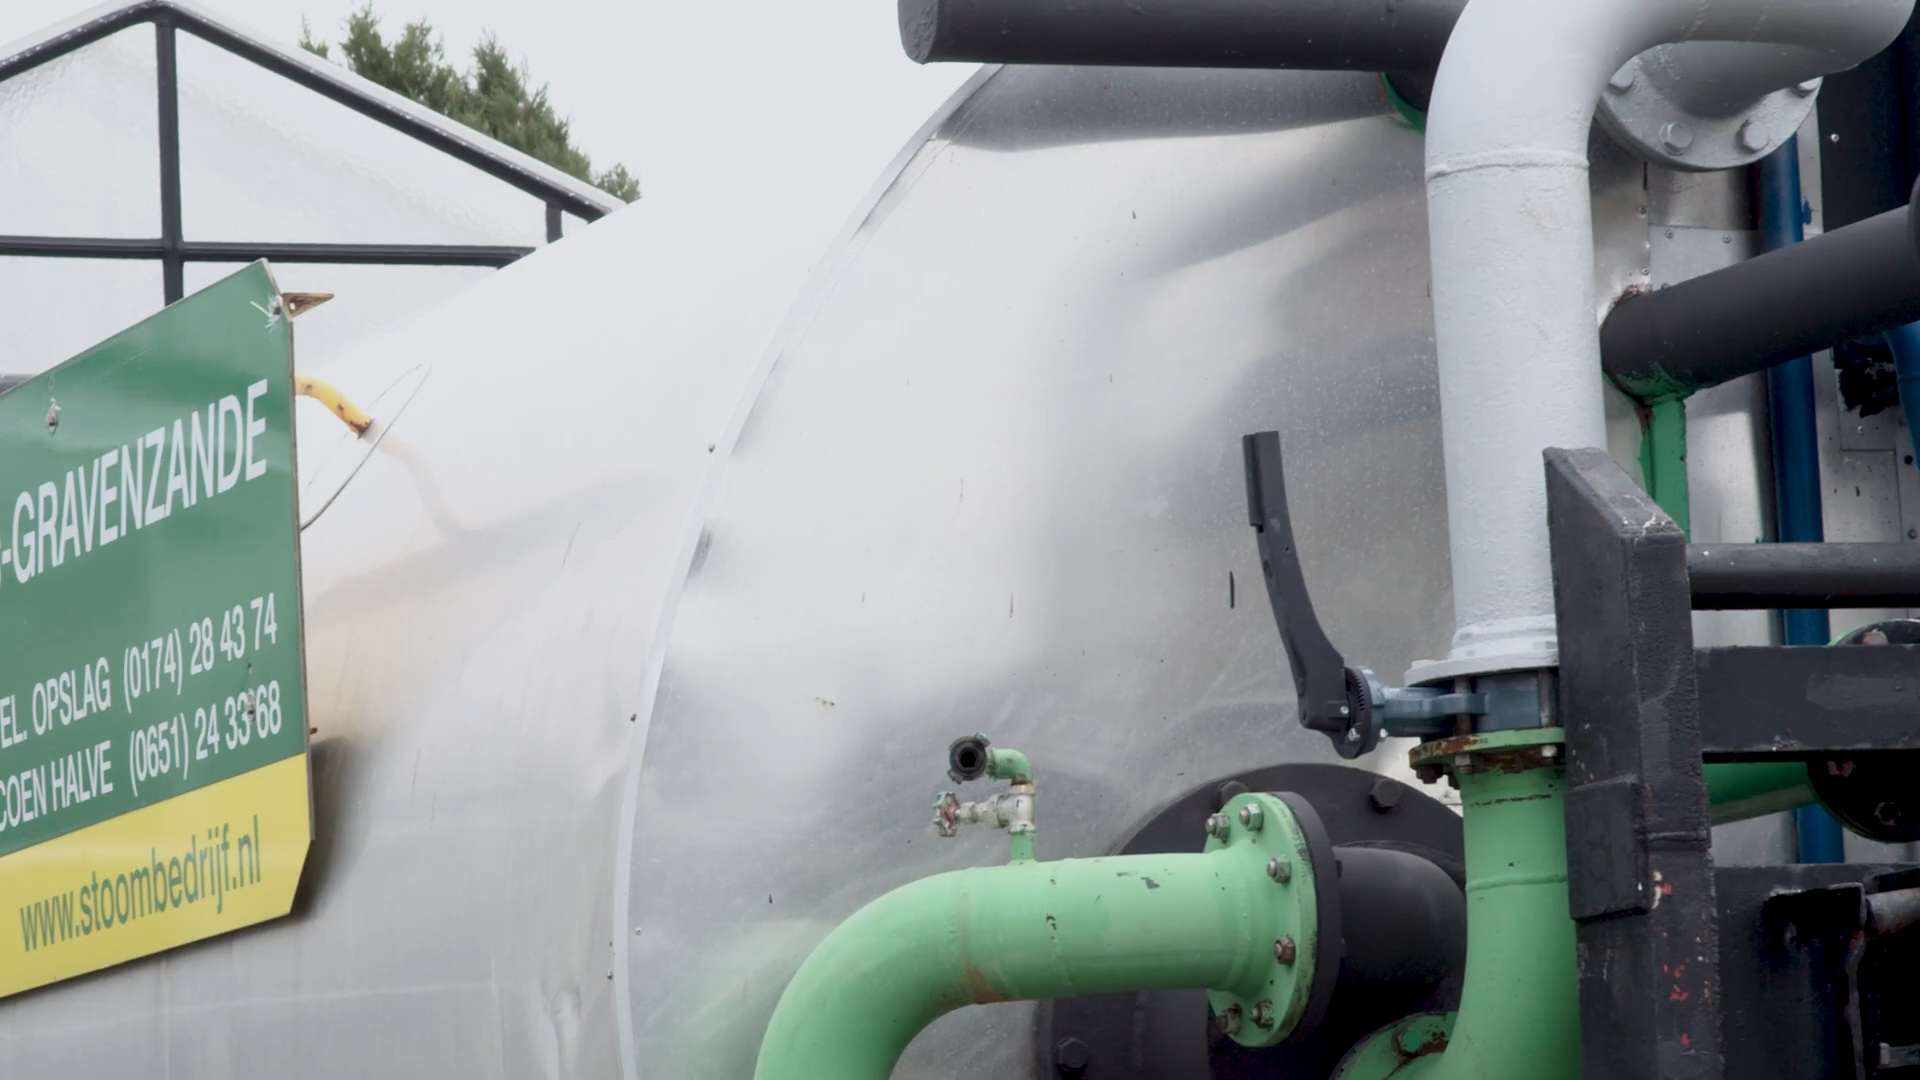 -GRAVENZANDE
EL. OPSLAG (0174) 28 43 74
COEN HALVE (0651) 24 33 68
www.stoombedrijf.nl